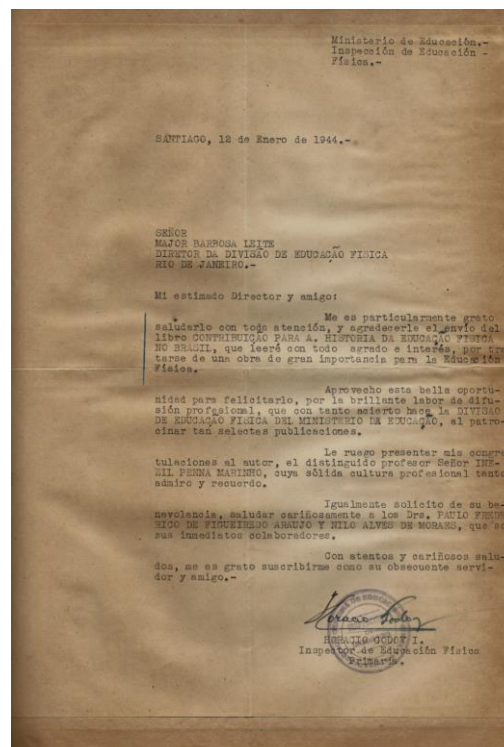 Ministerio de Educación.-
Inspección de Educación -
Física.-
SANTIAGO, 12 de Enero de 1944.-
SEÑOR
MAJOR BARBOSA LEITE
DIRETOR DA DIVISÃO DE EDUCACÃO FISICA
RIO DE JANEIRO.-
Mi estimado Director y amigo:
Me es particularmente grato
saludarlo con toda atención, y agradecerle el envío del
libro CONTRIBUIÇÃO PARA A. HISTORIA DA EDUCAÇÃO FISICA
NO BRASIL, que leeré con todo agrado e interés, por tra
tarse de una obra de gran importancia para la Educación
Física.
Aprovecho esta bella oportu-
nidad para felicitarlo, por la brillante labor de difu-
sión profesional, que con tanto acierto hace la DIVISÃO
DE EDUCAÇÃO FISICA DEL MINISTERIO DA EDUCAÇÃO, al patro-
cinar tan selectas publicaciones.
Le ruego presentar mis congra
tulaciones al autor, el distinguido profesor Señor INE-
ZIL PENNA MARINHO, cuya sólida cultura profesional tanto
admiro y recuerdo.
Igualmente solicito de su be-
nevolencia, saludar cariñosamente a los Drs. PAULO FREDE
RICO DE FIGUEIREDO ARAUJO Y NILO ALVES DE MORAES, que
sus inmediatos colaboradores.
Con atentos y cariñosos salu-
dos, me es grato suscribirme como su obsecuente servi-
dor y amigo.-
Horacio Godoy
HORACIO GODOY I.
Inspector de Educación Física
Primaria.